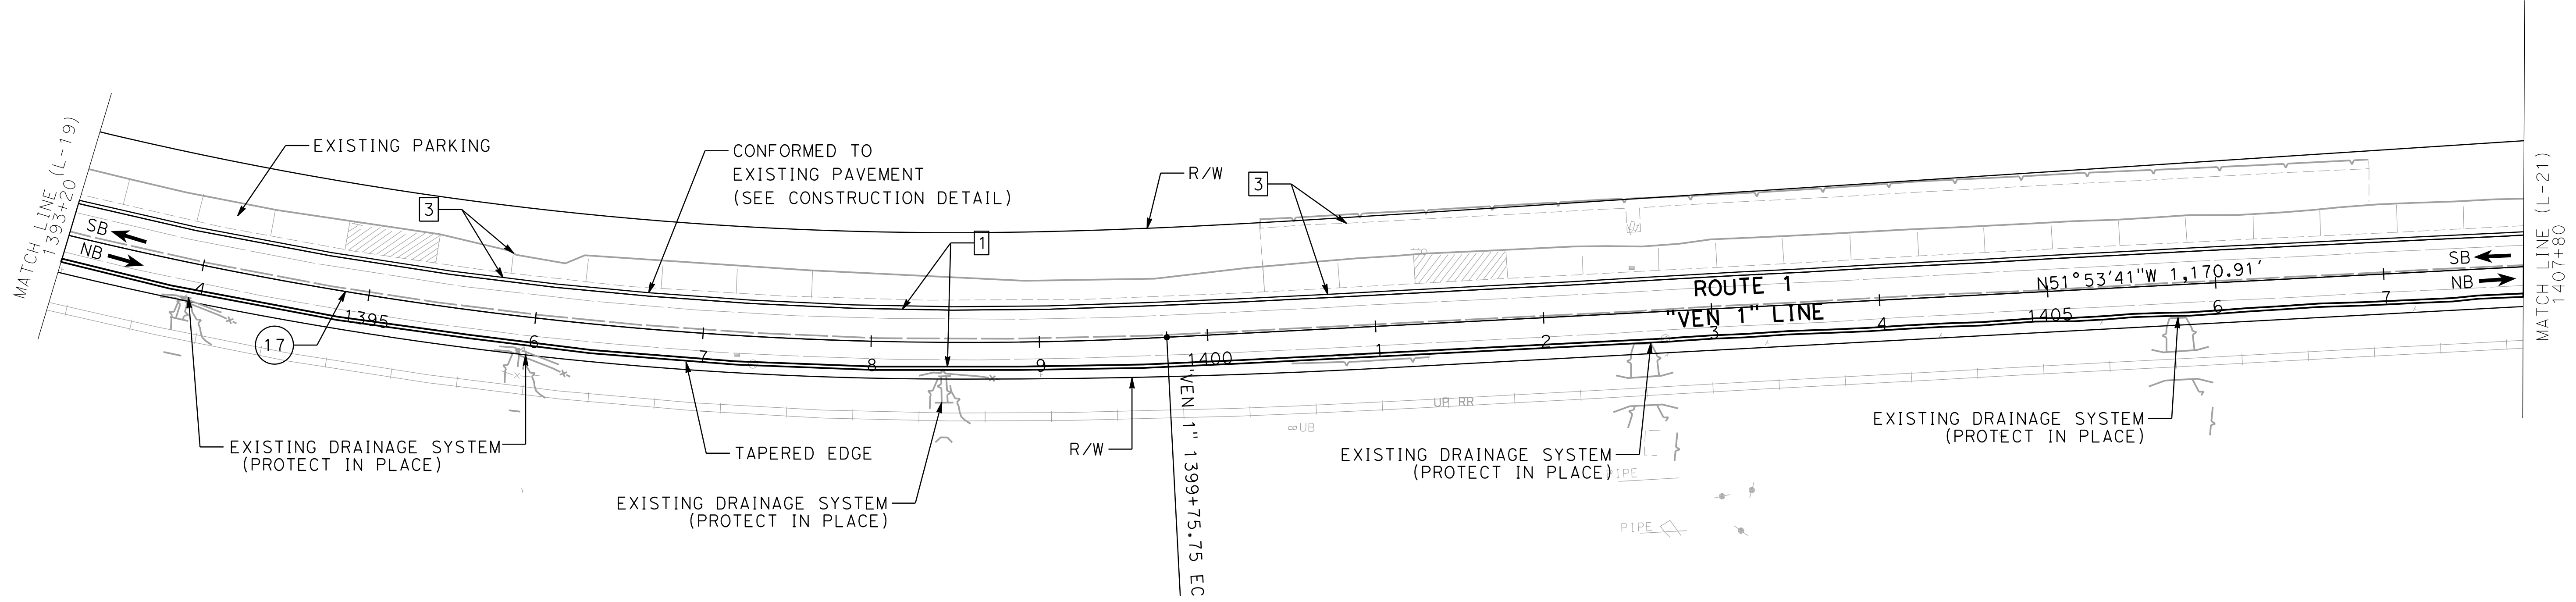 MATCH LINE (L-19)
1393+20
SB
NB
EXISTING PARKING
3
CONFORMED TO
EXISTING PAVEMENT
(SEE CONSTRUCTION DETAIL)
1
R/W
3
ROUTE 1
"VEN 1" LINE
N51°53'41"W 1,170.91'
SB
NB
MATCH LINE (L-21)
1407+80
4
1395
6
7
8
9
1400
1
2
3
4
1405
6
7
17
EXISTING DRAINAGE SYSTEM
(PROTECT IN PLACE)
TAPERED EDGE
EXISTING DRAINAGE SYSTEM
(PROTECT IN PLACE)
R/W
"VEN 1" 1399+75.75 EC
UB
UP RR
EXISTING DRAINAGE SYSTEM
(PROTECT IN PLACE)
PIPE
PIPE
EXISTING DRAINAGE SYSTEM
(PROTECT IN PLACE)